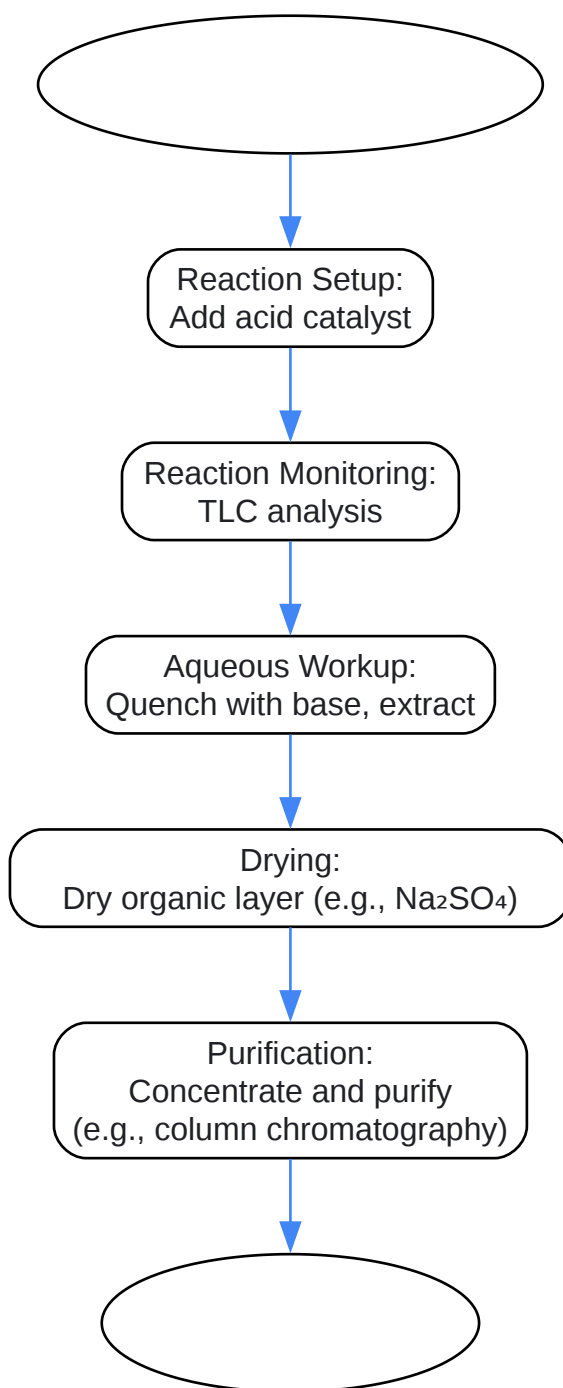 Reaction Setup:
Add acid catalyst
Reaction Monitoring:
TLC analysis
Aqueous Workup:
Quench with base, extract
Drying:
Dry organic layer (e.g., Na₂SO₄)
Purification:
Concentrate and purify
(e.g., column chromatography)